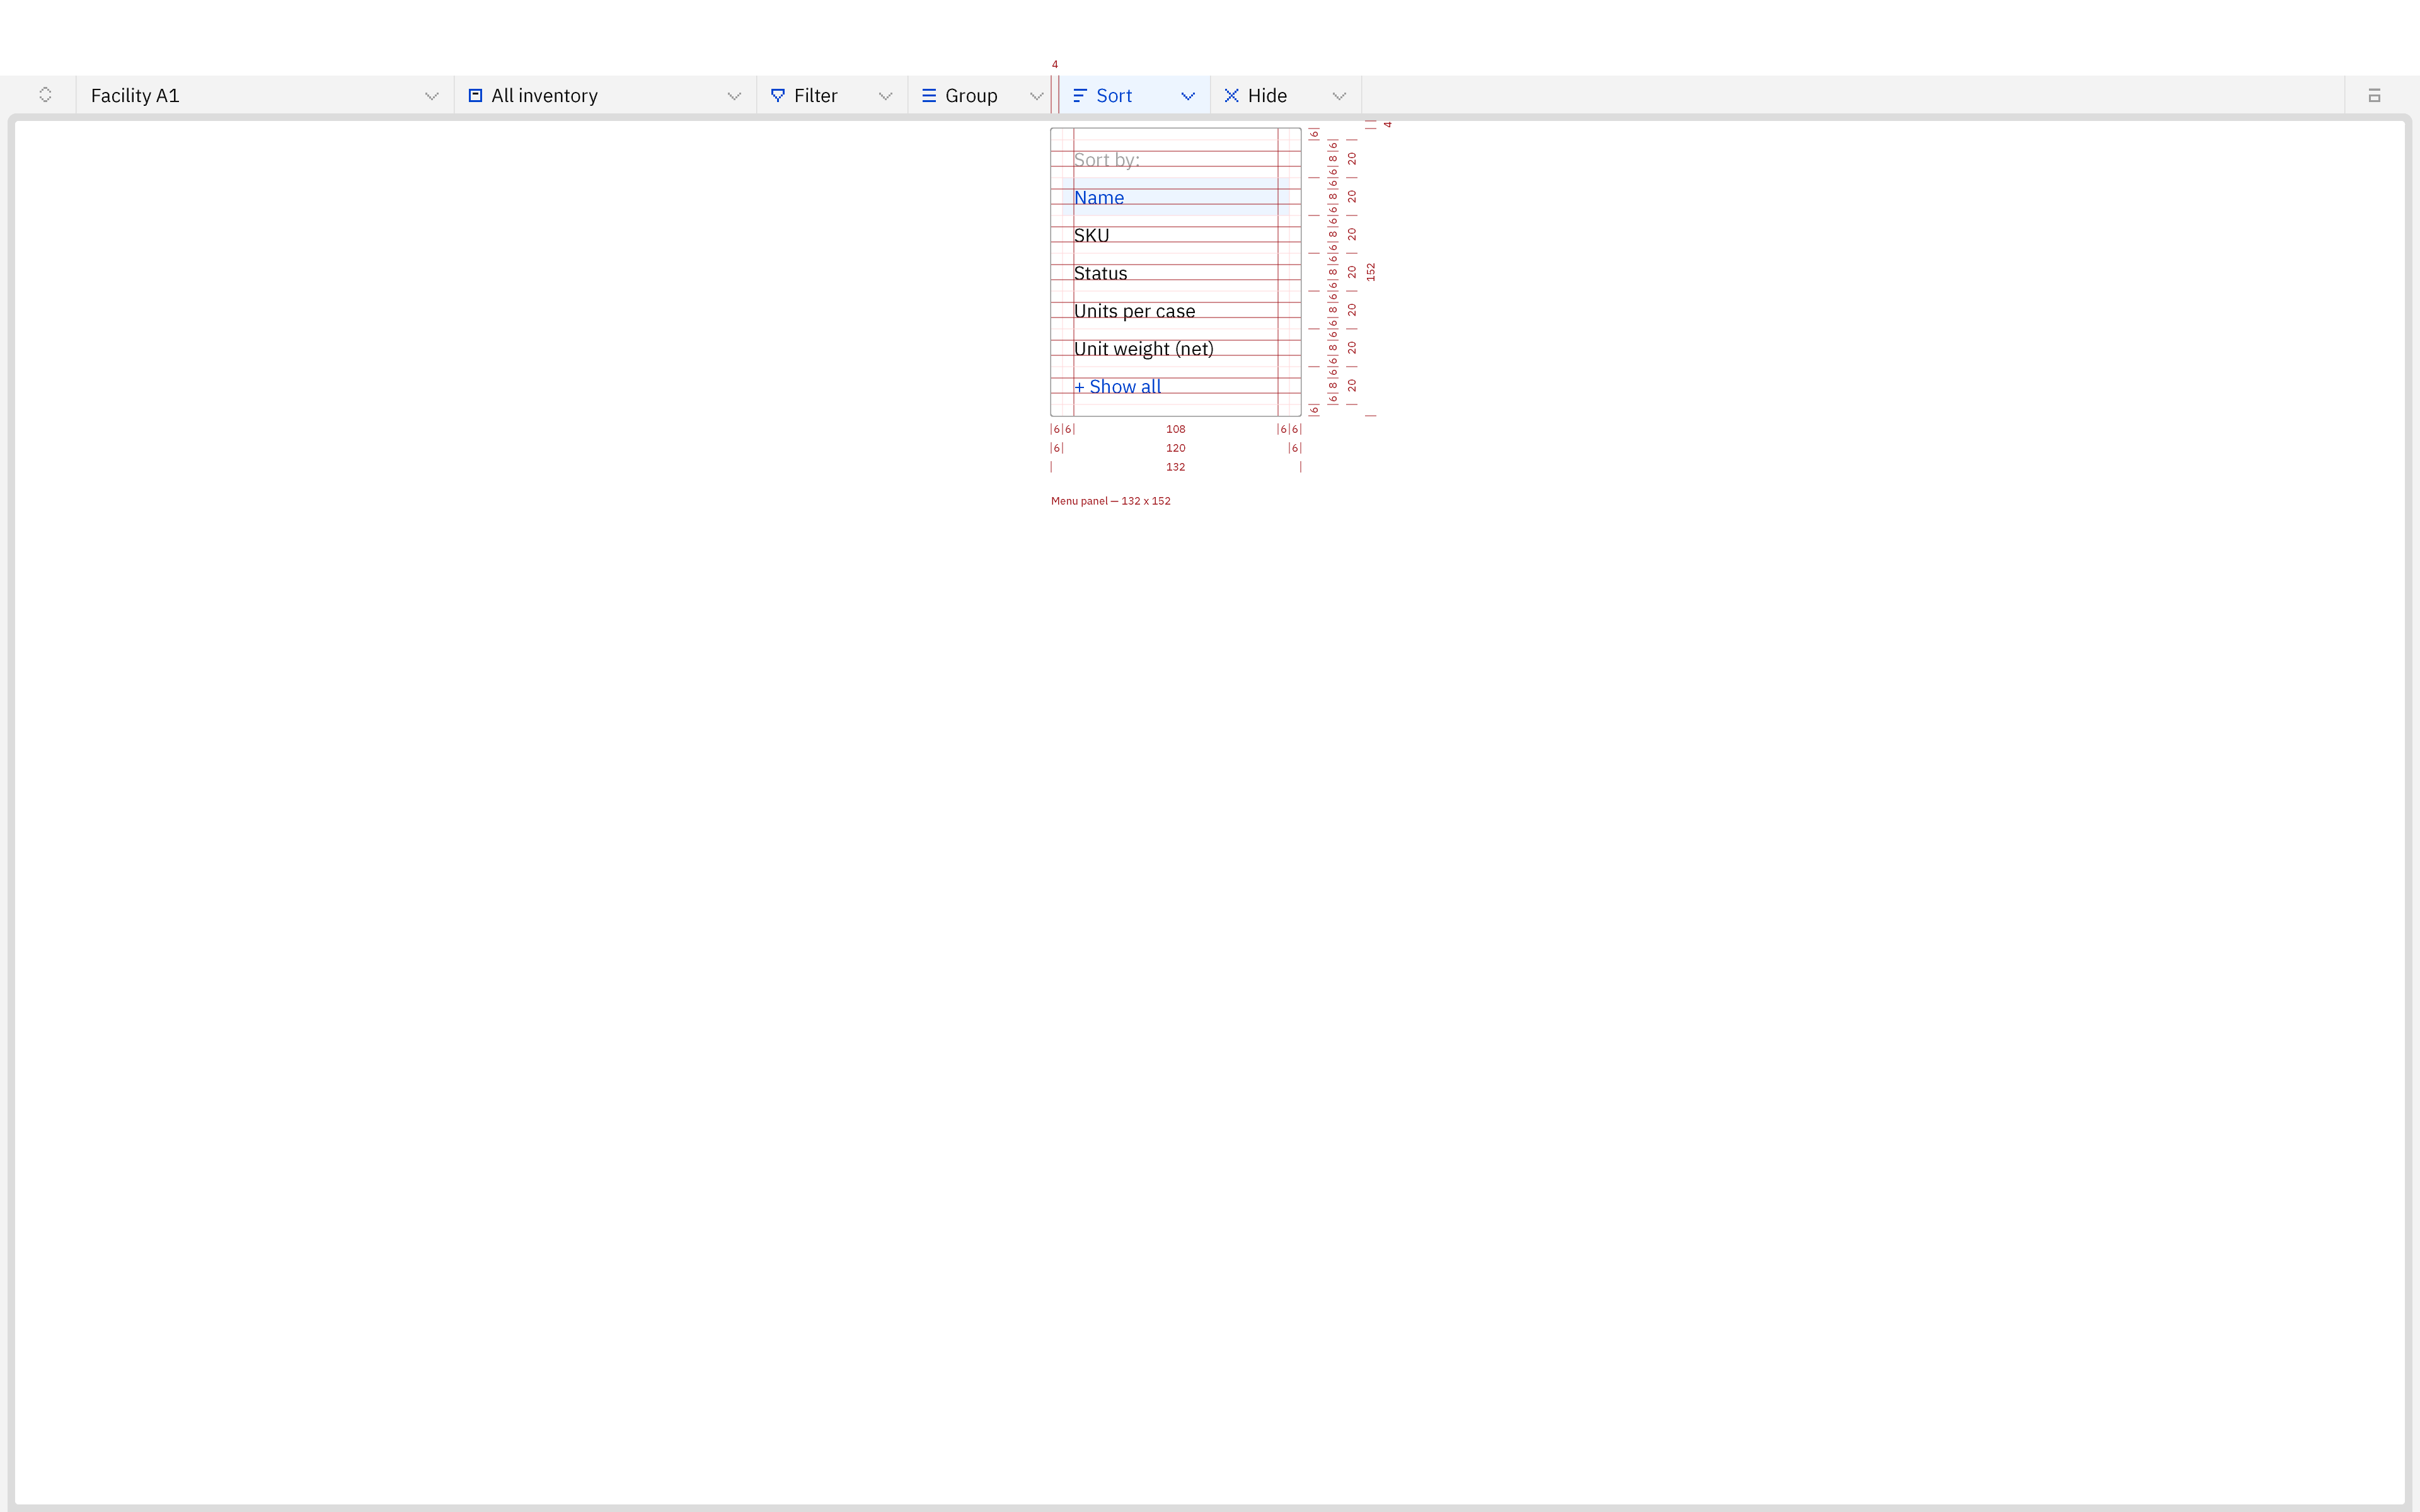 4
Facility A1
All inventory
Filter
Group
Sort
Hide
4
6
Sort by:
6 8 6
20
Name
6 8 6
20
SKU
6 8 6
20
Status
6 8 6
20
152
Units per case
6 8 6
20
Unit weight (net)
6 8 6
20
+ Show all
6 8 6
20
6
6 6 108 6 6
6 120 6
132
Menu panel — 132 x 152